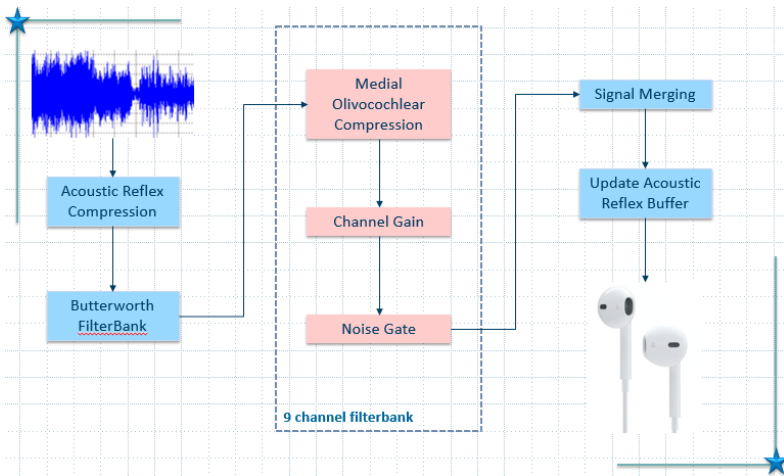 Acoustic Reflex
Compression
Butterworth
FilterBank
Medial
Olivocochlear
Compression
Channel Gain
Noise Gate
9 channel filterbank
Signal Merging
Update Acoustic
Reflex Buffer